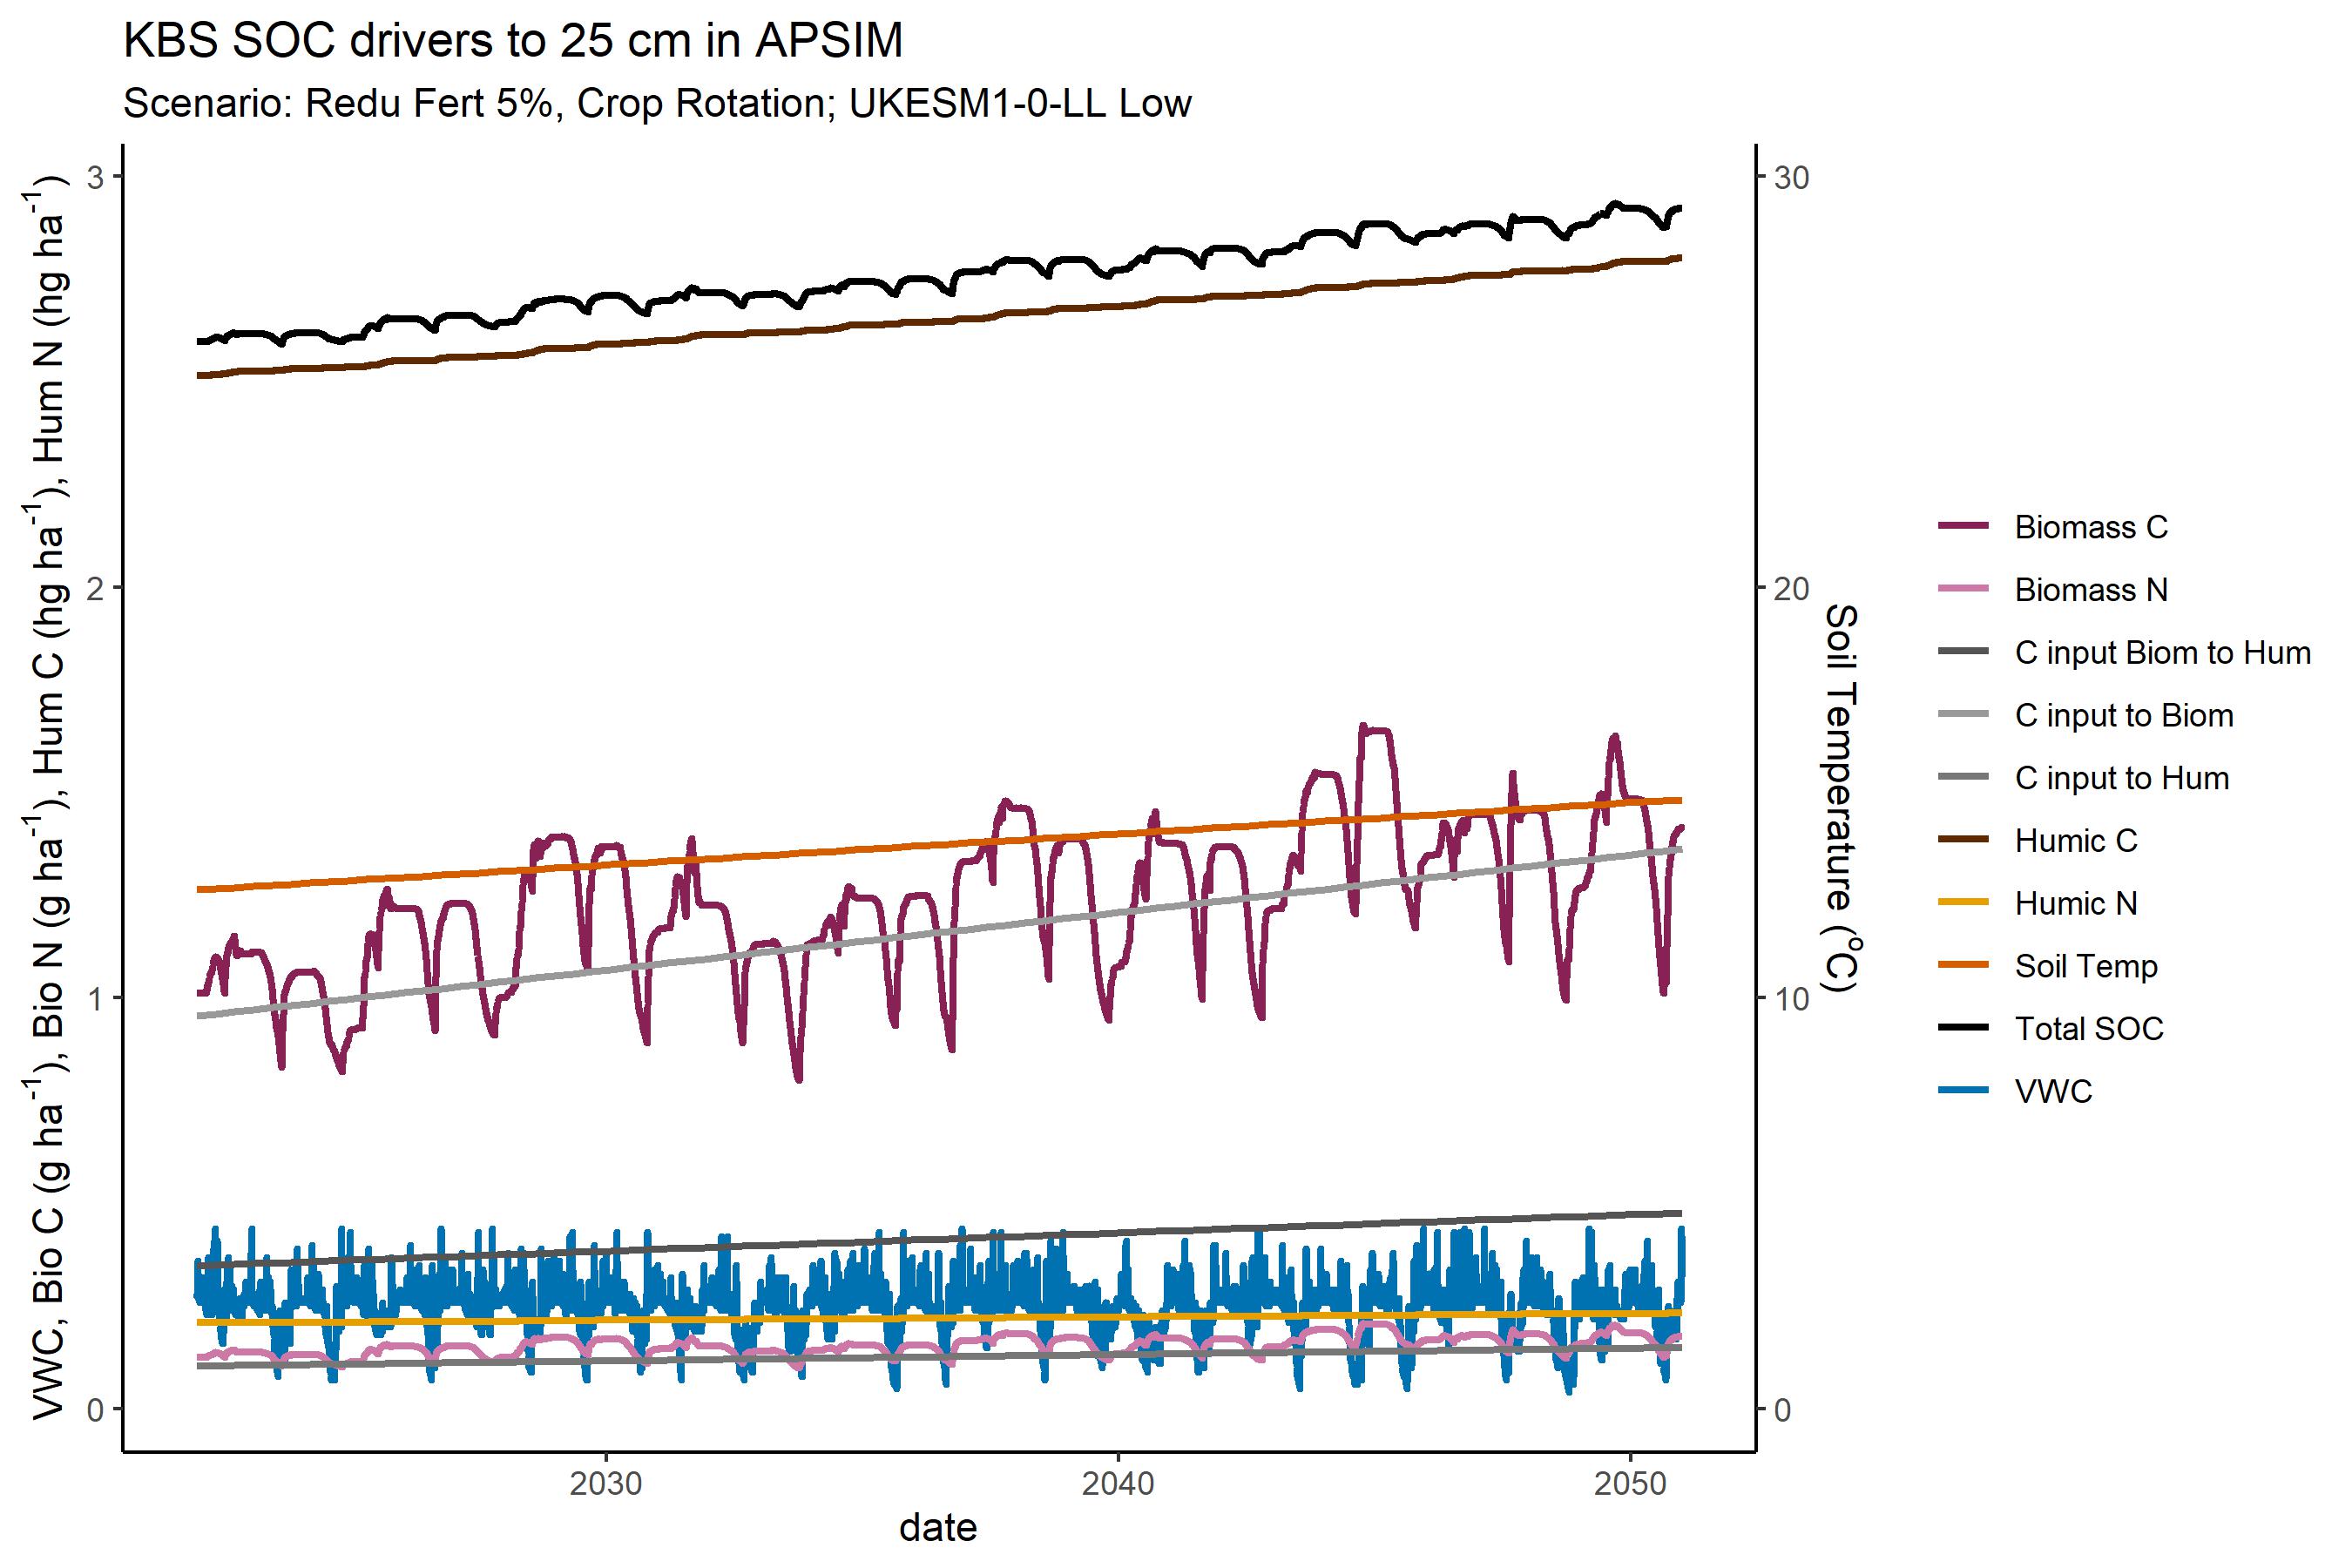 KBS SOC drivers to 25 cm in APSIM
Scenario: Redu Fert 5%, Crop Rotation; UKESM1-0-LL Low
VWC, Bio C (g ha⁻¹), Bio N (g ha⁻¹), Hum C (hg ha⁻¹), Hum N (hg ha⁻¹)
3
2
1
0
30
20
10
0
Soil Temperature (°C)
2030
2040
2050
date
Biomass C
Biomass N
C input Biom to Hum
C input to Biom
C input to Hum
Humic C
Humic N
Soil Temp
Total SOC
VWC